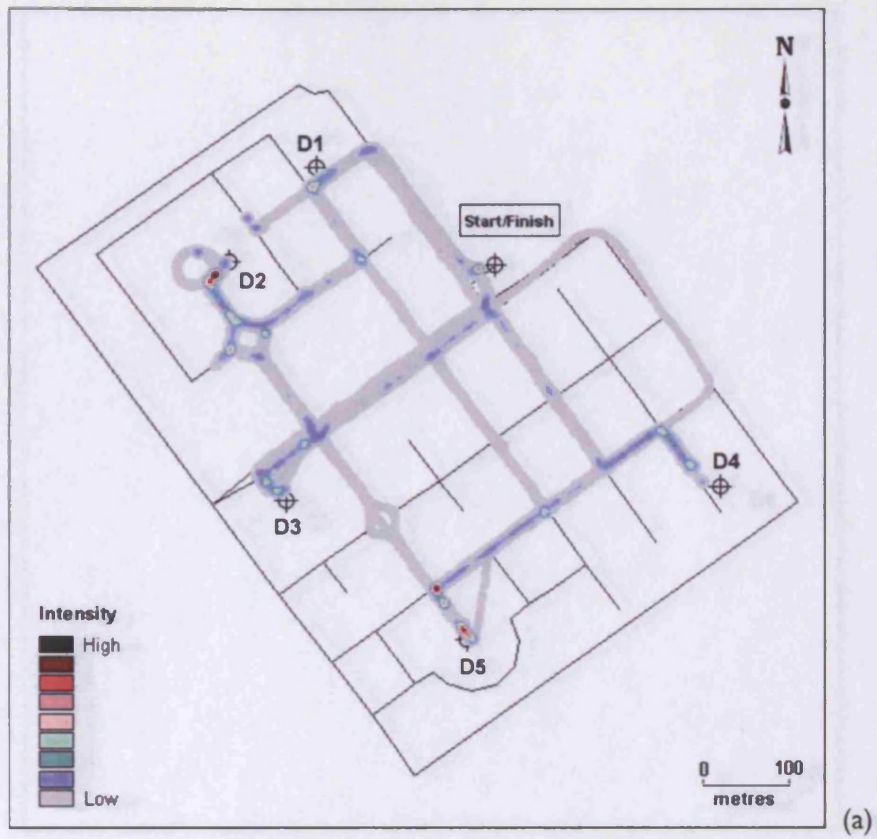 N
D1
Start/Finish
D2
D4
D3
Intensity
High
D5
Low
0 100
metres
(a)